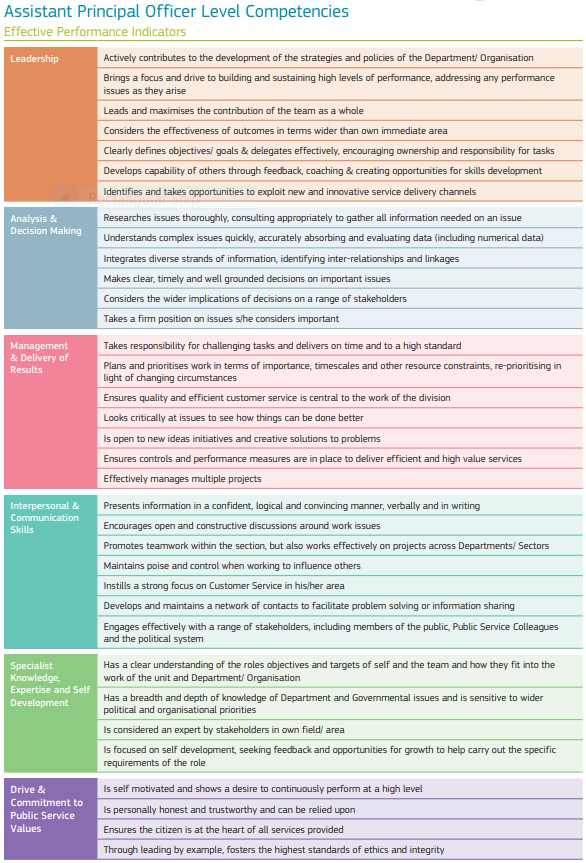 Assistant Principal Officer Level Competencies
Effective Performance Indicators
Leadership
Actively contributes to the development of the strategies and policies of the Department/ Organisation
Brings a focus and drive to building and sustaining high levels of performance, addressing any performance
issues as they arise
Leads and maximises the contribution of the team as a whole
Considers the effectiveness of outcomes in terms wider than own immediate area
Clearly defines objectives/ goals & delegates effectively, encouraging ownership and responsibility for tasks
Develops capability of others through feedback, coaching & creating opportunities for skills development
Identifies and takes opportunities to exploit new and innovative service delivery channels
Rectangular Snip
Analysis &
Decision Making
Researches issues thoroughly, consulting appropriately to gather all information needed on an issue
Understands complex issues quickly, accurately absorbing and evaluating data (including numerical data)
Integrates diverse strands of information, identifying inter-relationships and linkages
Makes clear, timely and well grounded decisions on important issues
Considers the wider implications of decisions on a range of stakeholders
Takes a firm position on issues s/he considers important
Management
& Delivery of
Results
Takes responsibility for challenging tasks and delivers on time and to a high standard
Plans and prioritises work in terms of importance, timescales and other resource constraints, re-prioritising in
light of changing circumstances
Ensures quality and efficient customer service is central to the work of the division
Looks critically at issues to see how things can be done better
Is open to new ideas initiatives and creative solutions to problems
Ensures controls and performance measures are in place to deliver efficient and high value services
Effectively manages multiple projects
Interpersonal &
Communication
Skills
Presents information in a confident, logical and convincing manner, verbally and in writing
Encourages open and constructive discussions around work issues
Promotes teamwork within the section, but also works effectively on projects across Departments/ Sectors
Maintains poise and control when working to influence others
Instills a strong focus on Customer Service in his/her area
Develops and maintains a network of contacts to facilitate problem solving or information sharing
Engages effectively with a range of stakeholders, including members of the public, Public Service Colleagues
and the political system
Specialist
Knowledge,
Expertise and Self
Development
Has a clear understanding of the roles objectives and targets of self and the team and how they fit into the
work of the unit and Department/ Organisation
Has a breadth and depth of knowledge of Department and Governmental issues and is sensitive to wider
political and organisational priorities
Is considered an expert by stakeholders in own field/ area
Is focused on self development, seeking feedback and opportunities for growth to help carry out the specific
requirements of the role
Drive &
Commitment to
Public Service
Values
Is self motivated and shows a desire to continuously perform at a high level
Is personally honest and trustworthy and can be relied upon
Ensures the citizen is at the heart of all services provided
Through leading by example, fosters the highest standards of ethics and integrity